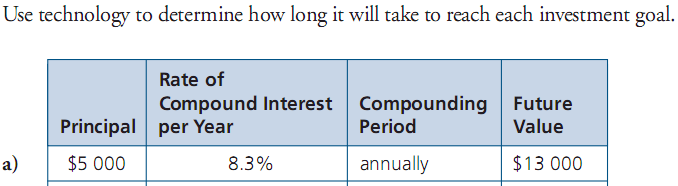 Use technology to determine how long it will take to reach each investment goal.
Rate of
Compound Interest Compounding Future
Principal per Year Period Value
a) $5 000 8.3% annually $13 000